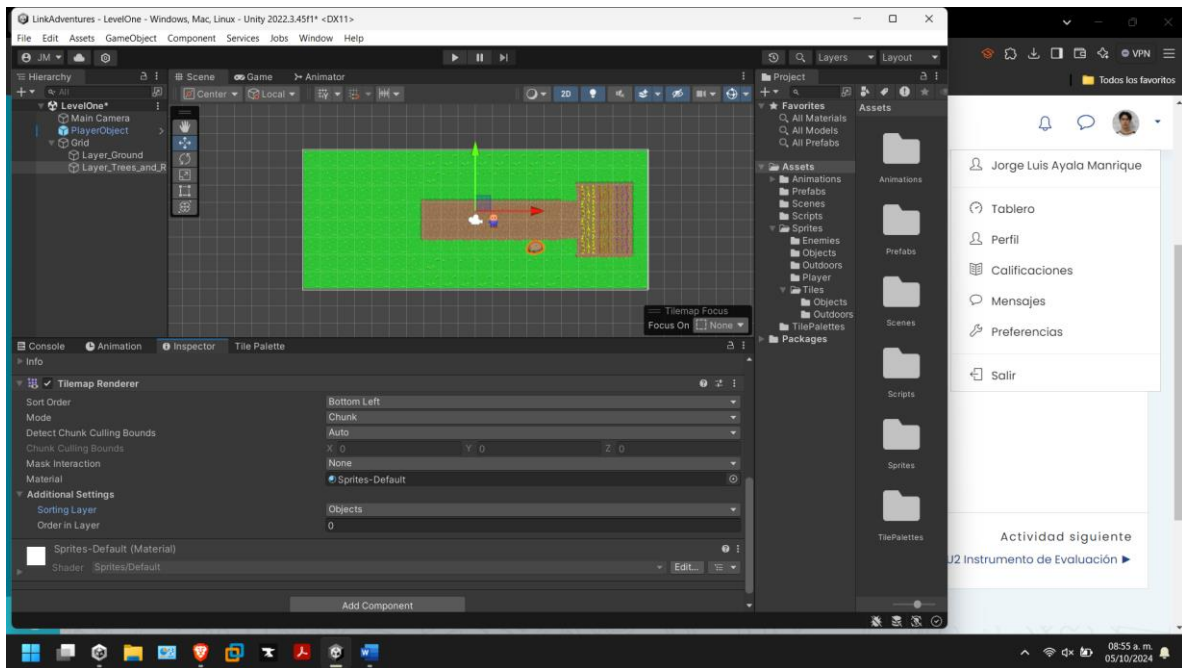 LinkAdventures - LevelOne - Windows, Mac, Linux - Unity 2022.3.45f1* <DX11>
File Edit Assets GameObject Component Services Jobs Window Help
JM
Layers
Layout
VPN
Todos los favoritos
Hierarchy
Scene
Game
Animator
Project
All
Center
Local
2D
LevelOne*
Main Camera
PlayerObject
Grid
Layer_Ground
Layer_Trees_and_R
Tilemap Focus
Focus On
None
Favorites
All Materials
All Models
All Prefabs
Assets
Animations
Prefabs
Scenes
Scripts
Sprites
Enemies
Objects
Outdoors
Player
Tiles
Objects
Outdoors
TilePalettes
Packages
Assets
Animations
Prefabs
Scenes
Scripts
Sprites
TilePalettes
Console
Animation
Inspector
Tile Palette
Info
Tilemap Renderer
Sort Order Bottom Left
Mode Chunk
Detect Chunk Culling Bounds Auto
Chunk Culling Bounds X 0 Y 0 Z 0
Mask Interaction None
Material Sprites-Default
Additional Settings
Sorting Layer Objects
Order in Layer 0
Sprites-Default (Material)
Shader Sprites/Default Edit...
Add Component
Jorge Luis Ayala Manrique
Tablero
Perfil
Calificaciones
Mensajes
Preferencias
Salir
Actividad siguiente
U2 Instrumento de Evaluación ►
08:55 a. m.
05/10/2024